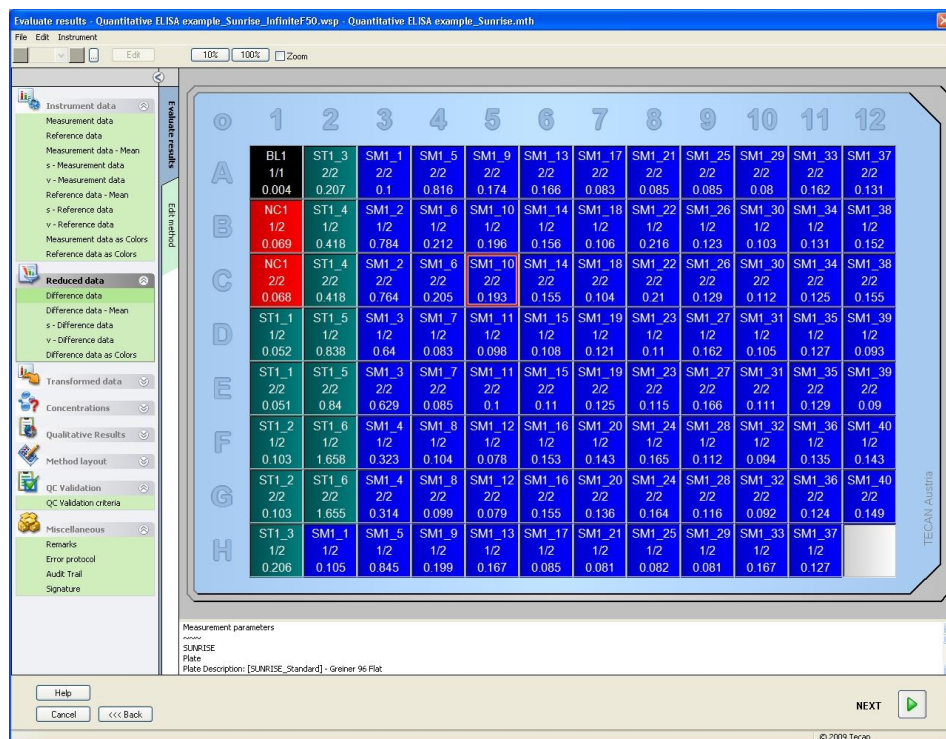 Evaluate results - Quantitative ELISA example_Sunrise_InfiniteF50.wsp - Quantitative ELISA example_Sunrise.mth
File Edit Instrument
... Edit 10% 100% Zoom
Instrument data
Measurement data
Reference data
Measurement data - Mean
s - Measurement data
v - Measurement data
Reference data - Mean
s - Reference data
v - Reference data
Measurement data as Colors
Reference data as Colors
Reduced data
Difference data
Difference data - Mean
s - Difference data
v - Difference data
Difference data as Colors
Transformed data
Concentrations
Qualitative Results
Method layout
QC Validation
QC Validation criteria
Miscellaneous
Remarks
Error protocol
Audit Trail
Signature
Evaluate results
Edit method
o 1 2 3 4 5 6 7 8 9 10 11 12
A
BL1 ST1_3 SM1_1 SM1_5 SM1_9 SM1_13 SM1_17 SM1_21 SM1_25 SM1_29 SM1_33 SM1_37
1/1 2/2 2/2 2/2 2/2 2/2 2/2 2/2 2/2 2/2 2/2 2/2
0.004 0.207 0.1 0.816 0.174 0.166 0.083 0.085 0.085 0.08 0.162 0.131
B
NC1 ST1_4 SM1_2 SM1_6 SM1_10 SM1_14 SM1_18 SM1_22 SM1_26 SM1_30 SM1_34 SM1_38
1/2 1/2 1/2 1/2 1/2 1/2 1/2 1/2 1/2 1/2 1/2 1/2
0.069 0.418 0.784 0.212 0.196 0.156 0.106 0.216 0.123 0.103 0.131 0.152
C
NC1 ST1_4 SM1_2 SM1_6 SM1_10 SM1_14 SM1_18 SM1_22 SM1_26 SM1_30 SM1_34 SM1_38
2/2 2/2 2/2 2/2 2/2 2/2 2/2 2/2 2/2 2/2 2/2 2/2
0.068 0.418 0.764 0.205 0.193 0.155 0.104 0.21 0.129 0.112 0.125 0.155
D
ST1_1 ST1_5 SM1_3 SM1_7 SM1_11 SM1_15 SM1_19 SM1_23 SM1_27 SM1_31 SM1_35 SM1_39
1/2 1/2 1/2 1/2 1/2 1/2 1/2 1/2 1/2 1/2 1/2 1/2
0.052 0.838 0.64 0.083 0.098 0.108 0.121 0.11 0.162 0.105 0.127 0.093
E
ST1_1 ST1_5 SM1_3 SM1_7 SM1_11 SM1_15 SM1_19 SM1_23 SM1_27 SM1_31 SM1_35 SM1_39
2/2 2/2 2/2 2/2 2/2 2/2 2/2 2/2 2/2 2/2 2/2 2/2
0.051 0.84 0.629 0.085 0.1 0.11 0.125 0.115 0.166 0.111 0.129 0.09
F
ST1_2 ST1_6 SM1_4 SM1_8 SM1_12 SM1_16 SM1_20 SM1_24 SM1_28 SM1_32 SM1_36 SM1_40
1/2 1/2 1/2 1/2 1/2 1/2 1/2 1/2 1/2 1/2 1/2 1/2
0.103 1.658 0.323 0.104 0.078 0.153 0.143 0.165 0.112 0.094 0.135 0.143
G
ST1_2 ST1_6 SM1_4 SM1_8 SM1_12 SM1_16 SM1_20 SM1_24 SM1_28 SM1_32 SM1_36 SM1_40
2/2 2/2 2/2 2/2 2/2 2/2 2/2 2/2 2/2 2/2 2/2 2/2
0.103 1.655 0.314 0.099 0.079 0.155 0.136 0.164 0.116 0.092 0.124 0.149
H
ST1_3 SM1_1 SM1_5 SM1_9 SM1_13 SM1_17 SM1_21 SM1_25 SM1_29 SM1_33 SM1_37
1/2 1/2 1/2 1/2 1/2 1/2 1/2 1/2 1/2 1/2 1/2
0.206 0.105 0.845 0.199 0.167 0.085 0.081 0.082 0.081 0.167 0.127
TECAN Austria
Measurement parameters
~~~~
SUNRISE
Plate
Plate Description: [SUNRISE_Standard] - Greiner 96 Flat
Help
Cancel <<< Back
NEXT
© 2009 Tecan